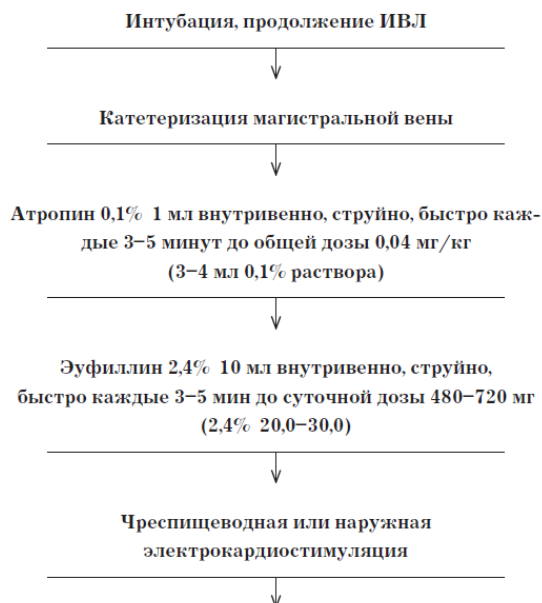 Интубация, продолжение ИВЛ
Катетеризация магистральной вены
Атропин 0,1% 1 мл внутривенно, струйно, быстро каж-
дые 3−5 минут до общей дозы 0,04 мг/кг
(3−4 мл 0,1% раствора)
Эуфиллин 2,4% 10 мл внутривенно, струйно,
быстро каждые 3−5 мин до суточной дозы 480−720 мг
(2,4% 20,0−30,0)
Чреспищеводная или наружная
электрокардиостимуляция